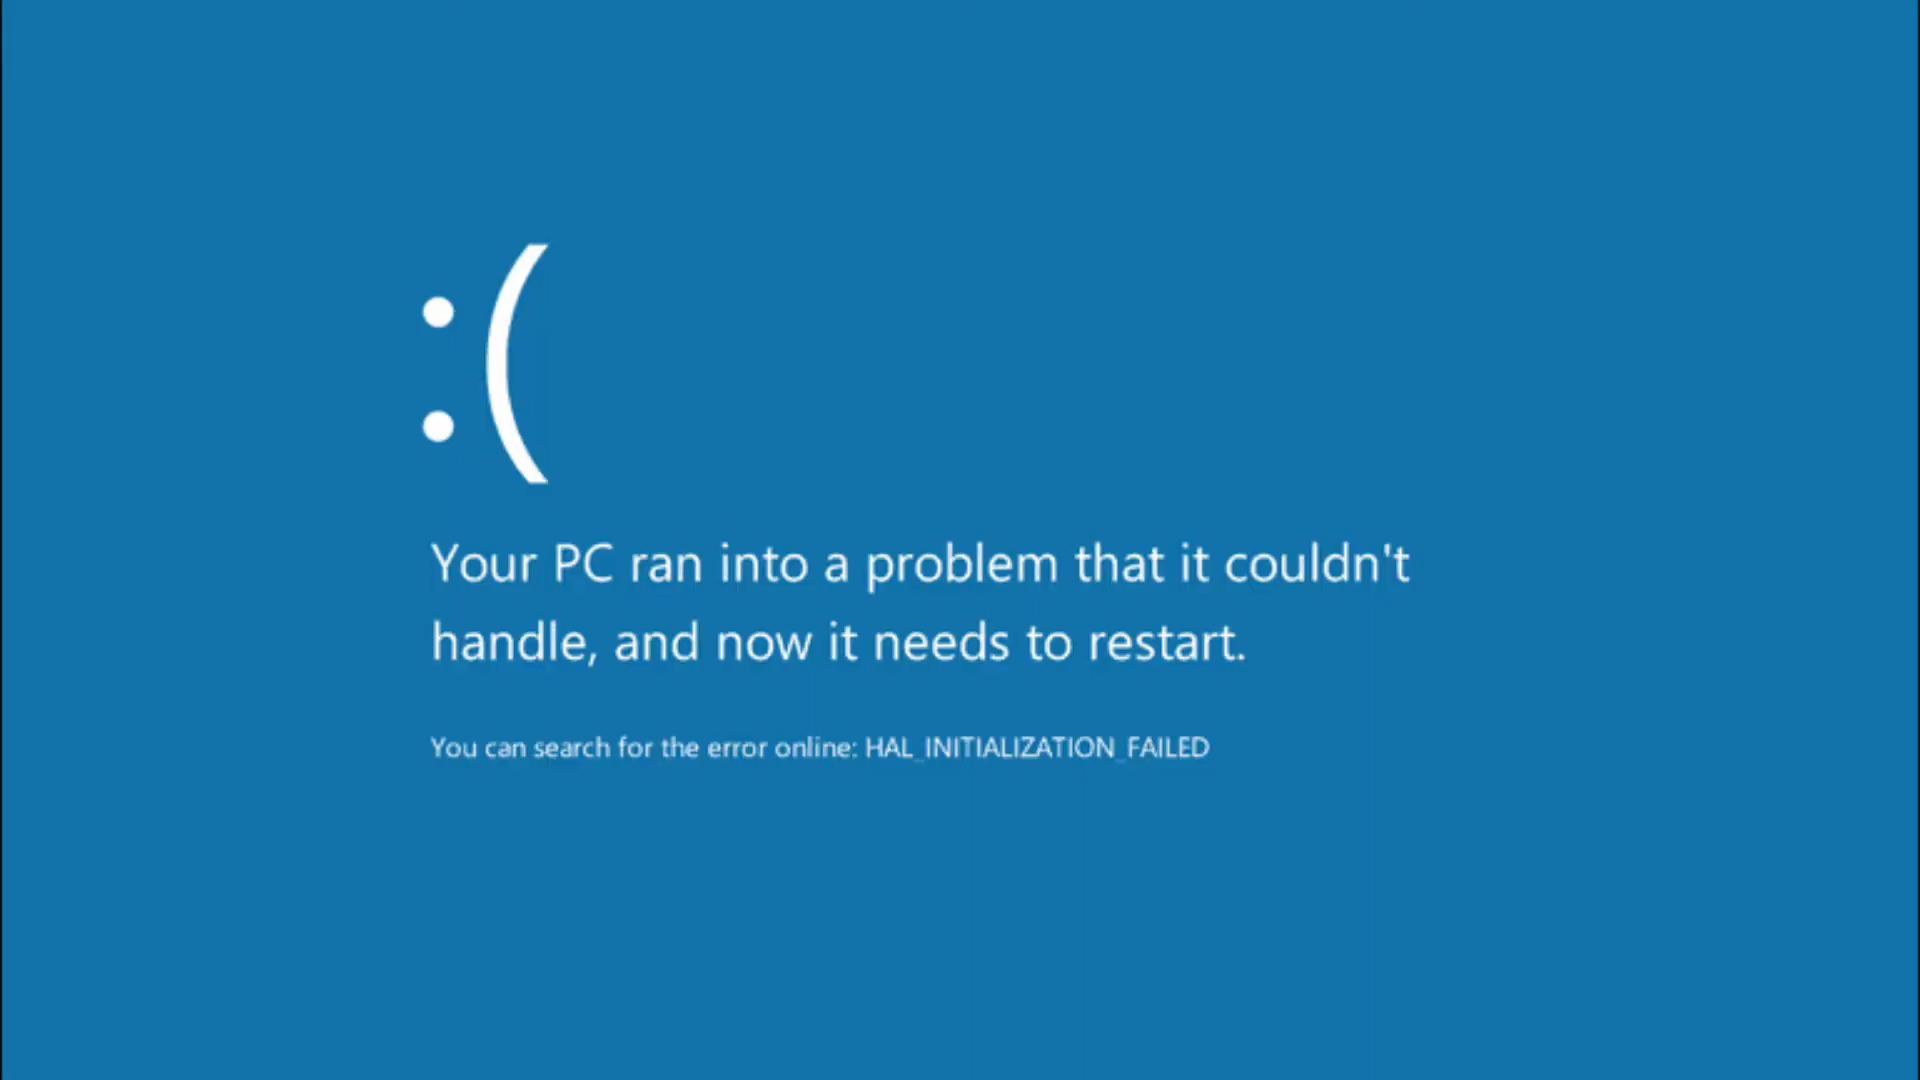 :(
Your PC ran into a problem that it couldn't
handle, and now it needs to restart.
You can search for the error online: HAL_INITIALIZATION_FAILED